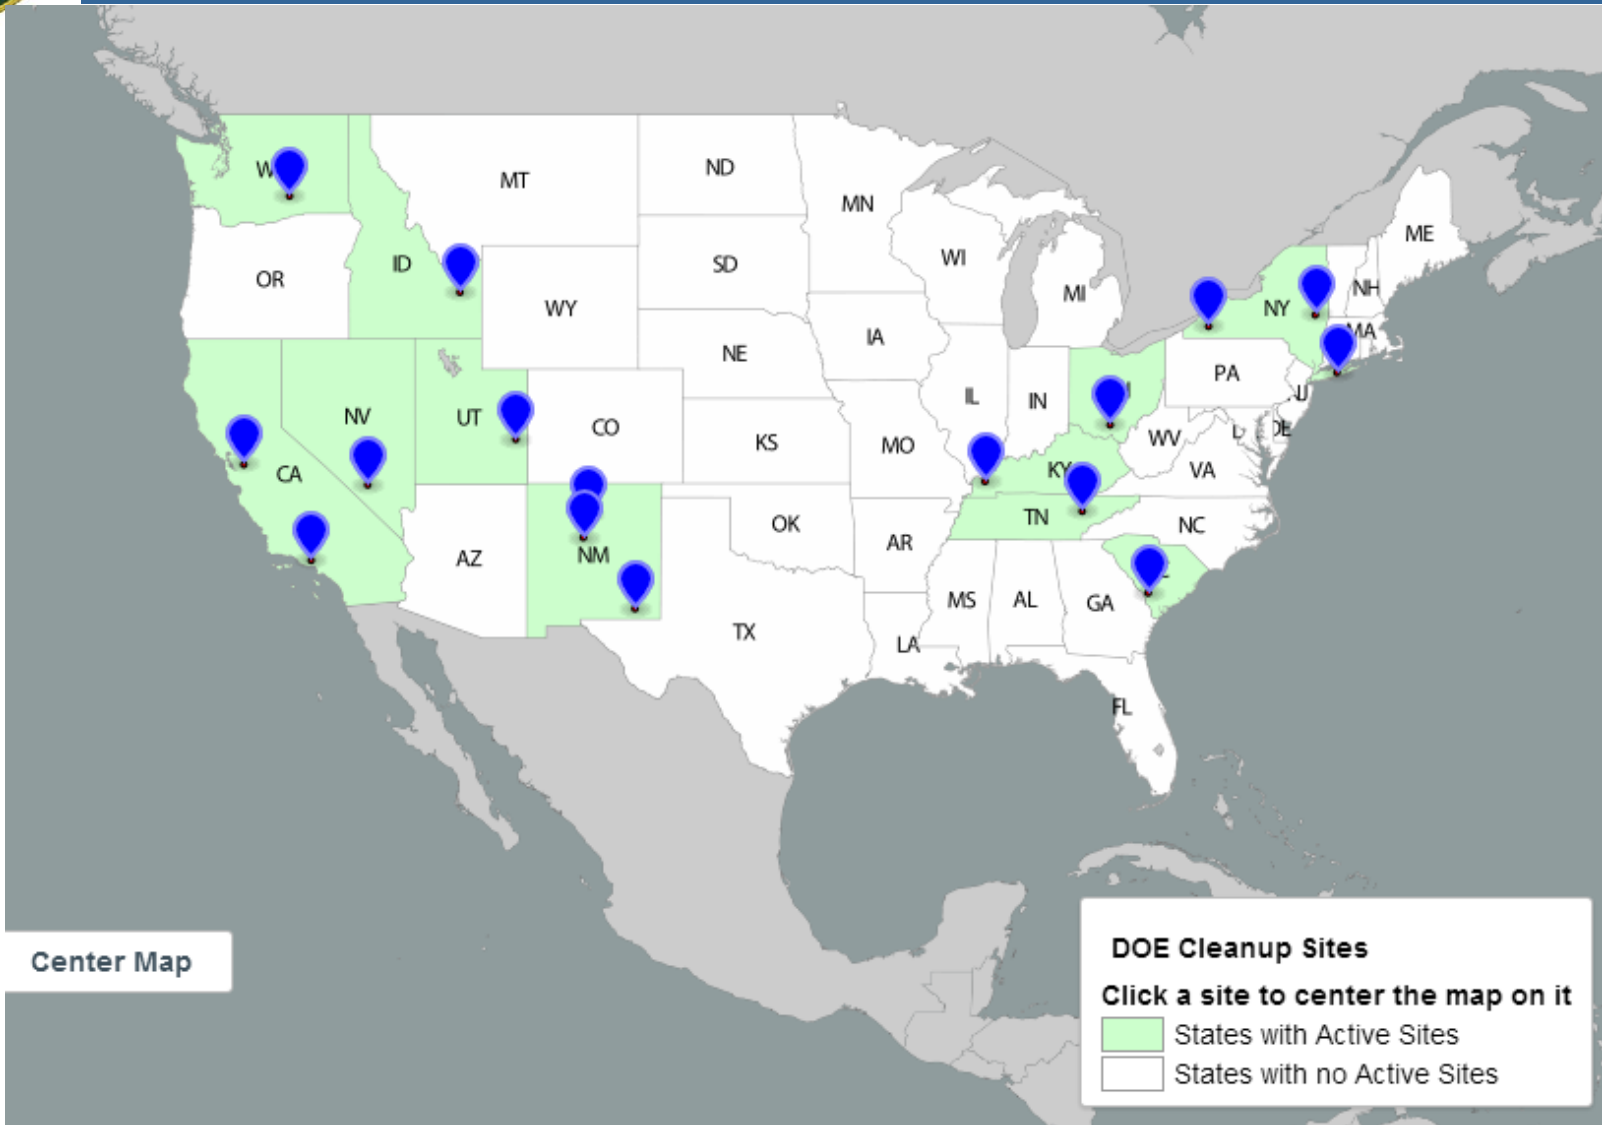 W
MT
ND
MN
ME
OR
ID
SD
WI
NH
WY
MI
NY
MA
IA
NE
PA
NV
UT
CO
IL
IN
KS
MO
WV
VA
CA
KY
OK
TN
NC
AR
AZ
NM
MS
AL
GA
TX
LA
FL
DE
Center Map
DOE Cleanup Sites
Click a site to center the map on it
States with Active Sites
States with no Active Sites